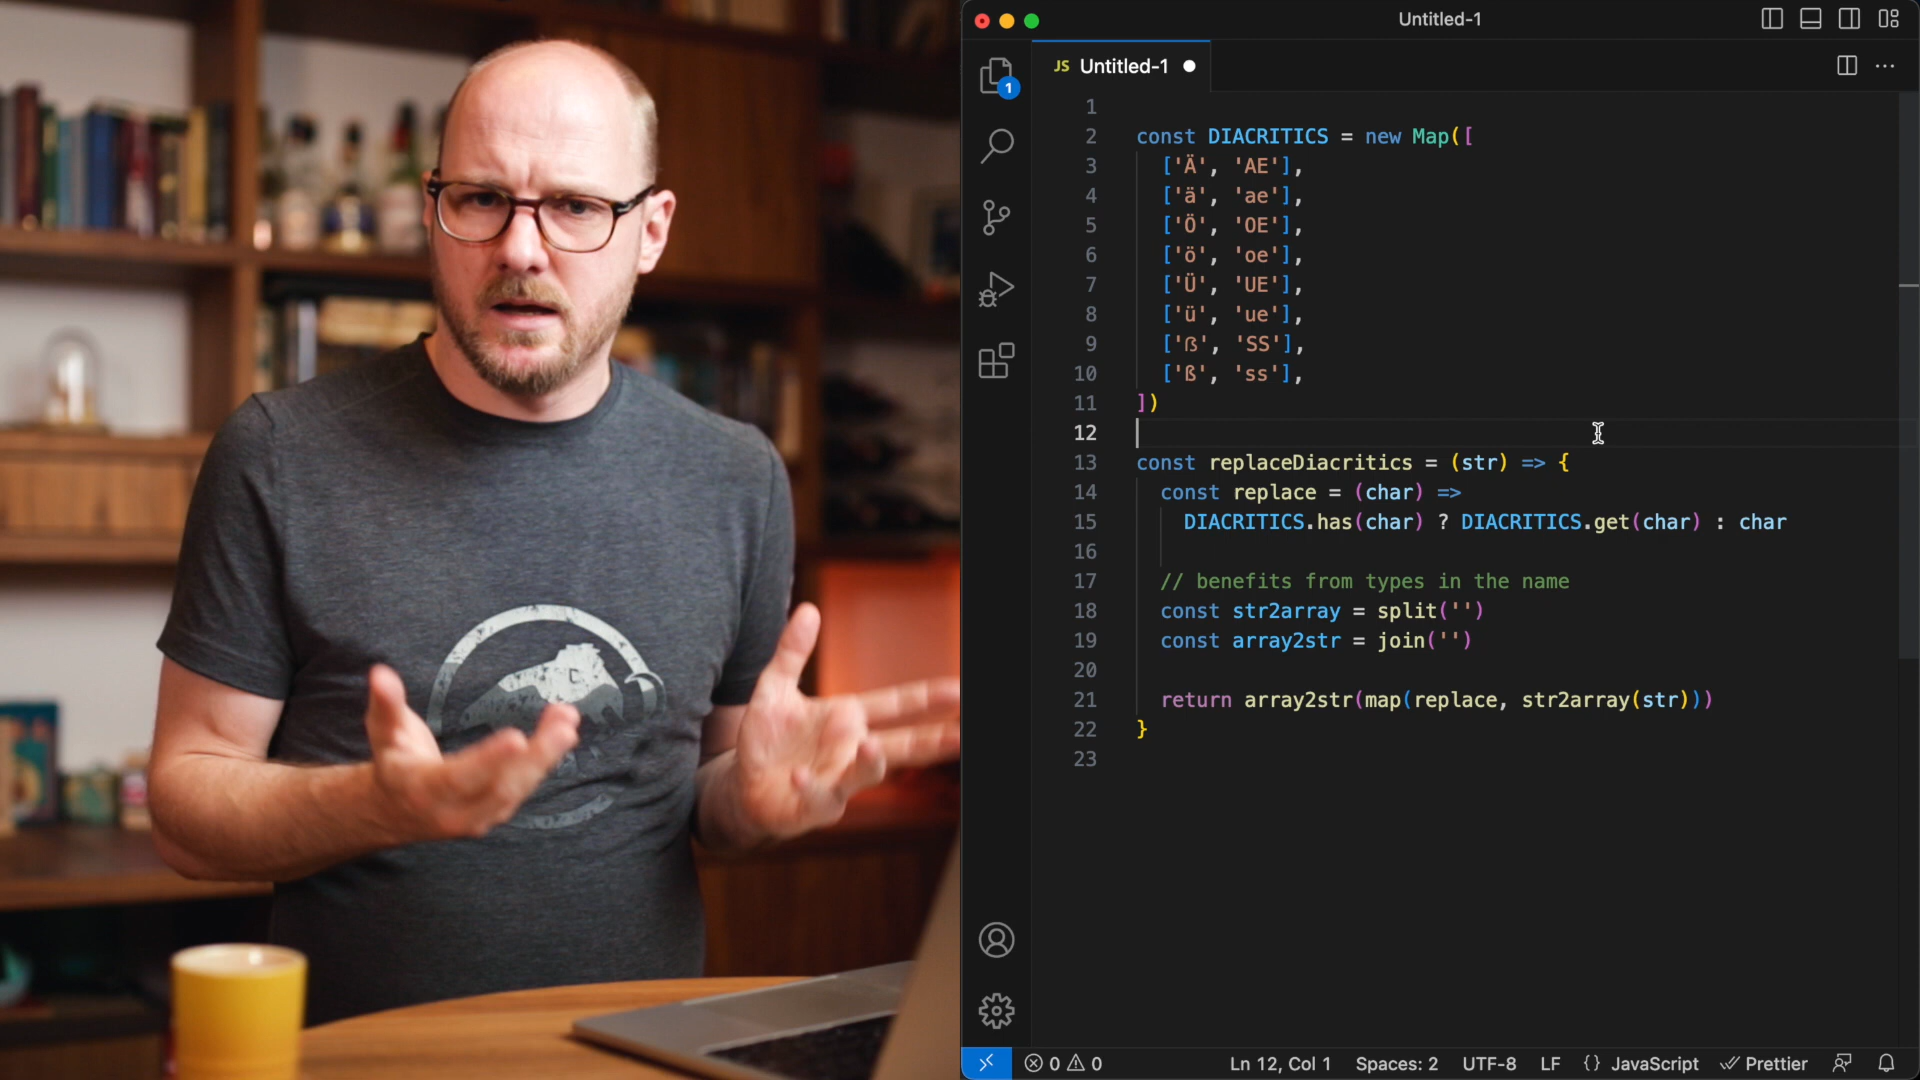 Untitled-1
JS Untitled-1
1
1
2 const DIACRITICS = new Map([
3 ['Ä', 'AE'],
4 ['ä', 'ae'],
5 ['Ö', 'OE'],
6 ['ö', 'oe'],
7 ['Ü', 'UE'],
8 ['ü', 'ue'],
9 ['ẞ', 'SS'],
10 ['ß', 'ss'],
11 ])
12
13 const replaceDiacritics = (str) => {
14 const replace = (char) =>
15 DIACRITICS.has(char) ? DIACRITICS.get(char) : char
16
17 // benefits from types in the name
18 const str2array = split('')
19 const array2str = join('')
20
21 return array2str(map(replace, str2array(str)))
22 }
23
0 0 Ln 12, Col 1 Spaces: 2 UTF-8 LF {} JavaScript Prettier